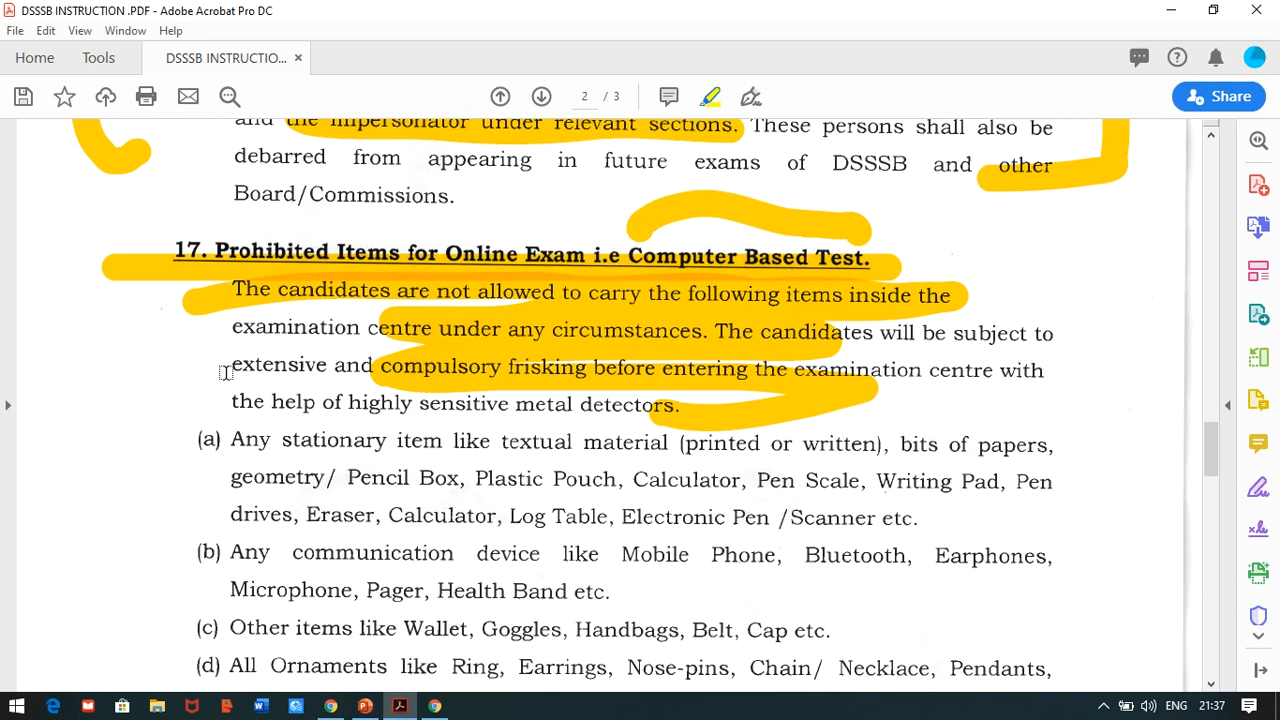 DSSSB INSTRUCTION .PDF - Adobe Acrobat Pro DC
File Edit View Window Help
Home Tools DSSSB INSTRUCTIO... ×
2 / 3 Share
and the impersonator under relevant sections. These persons shall also be
debarred from appearing in future exams of DSSSB and other
Board/Commissions.
17. Prohibited Items for Online Exam i.e Computer Based Test.
The candidates are not allowed to carry the following items inside the
examination centre under any circumstances. The candidates will be subject to
extensive and compulsory frisking before entering the examination centre with
the help of highly sensitive metal detectors.
(a) Any stationary item like textual material (printed or written), bits of papers,
geometry/ Pencil Box, Plastic Pouch, Calculator, Pen Scale, Writing Pad, Pen
drives, Eraser, Calculator, Log Table, Electronic Pen /Scanner etc.
(b) Any communication device like Mobile Phone, Bluetooth, Earphones,
Microphone, Pager, Health Band etc.
(c) Other items like Wallet, Goggles, Handbags, Belt, Cap etc.
(d) All Ornaments like Ring, Earrings, Nose-pins, Chain/ Necklace, Pendants,
ENG 21:37